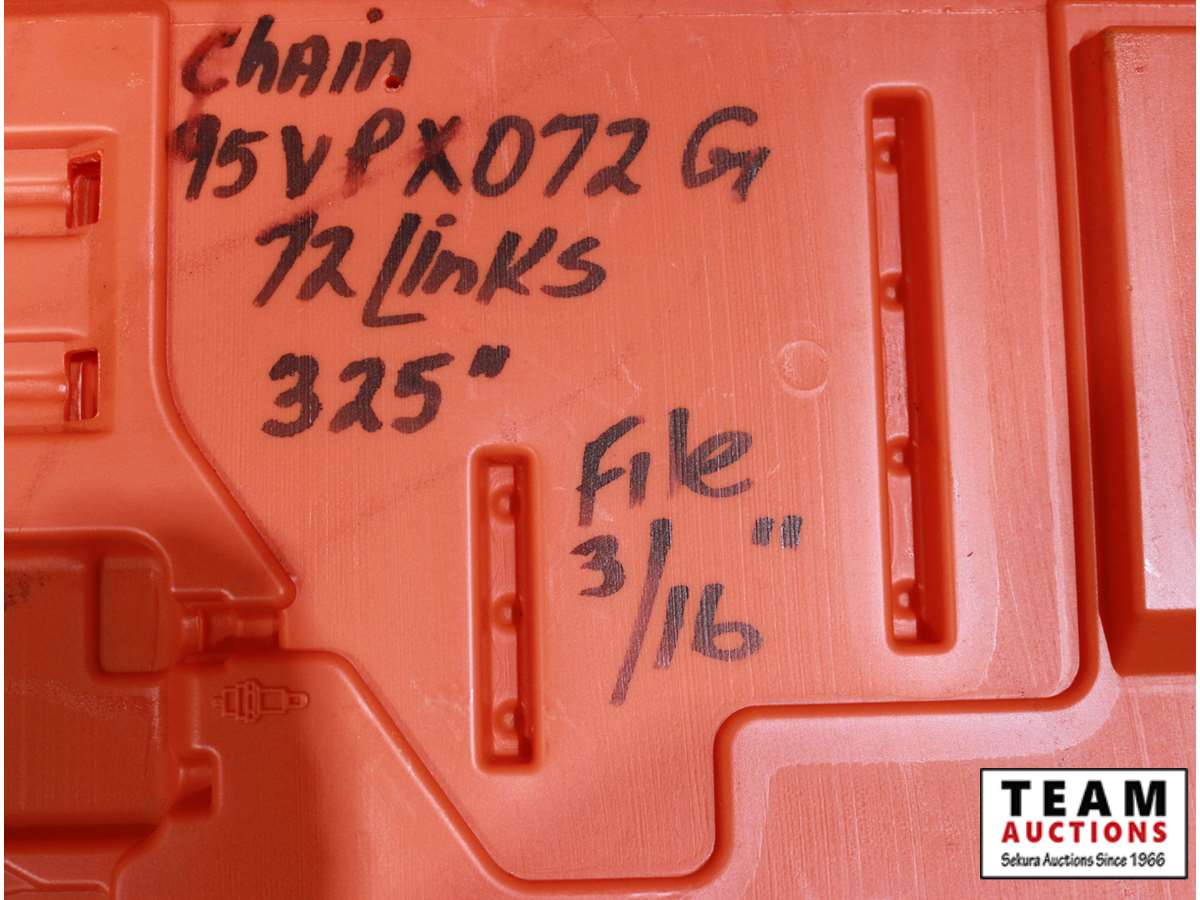 Chain
95VPX072G
72 Links
325"
File
3/16"
TEAM
AUCTIONS
Sekura Auctions Since 1966